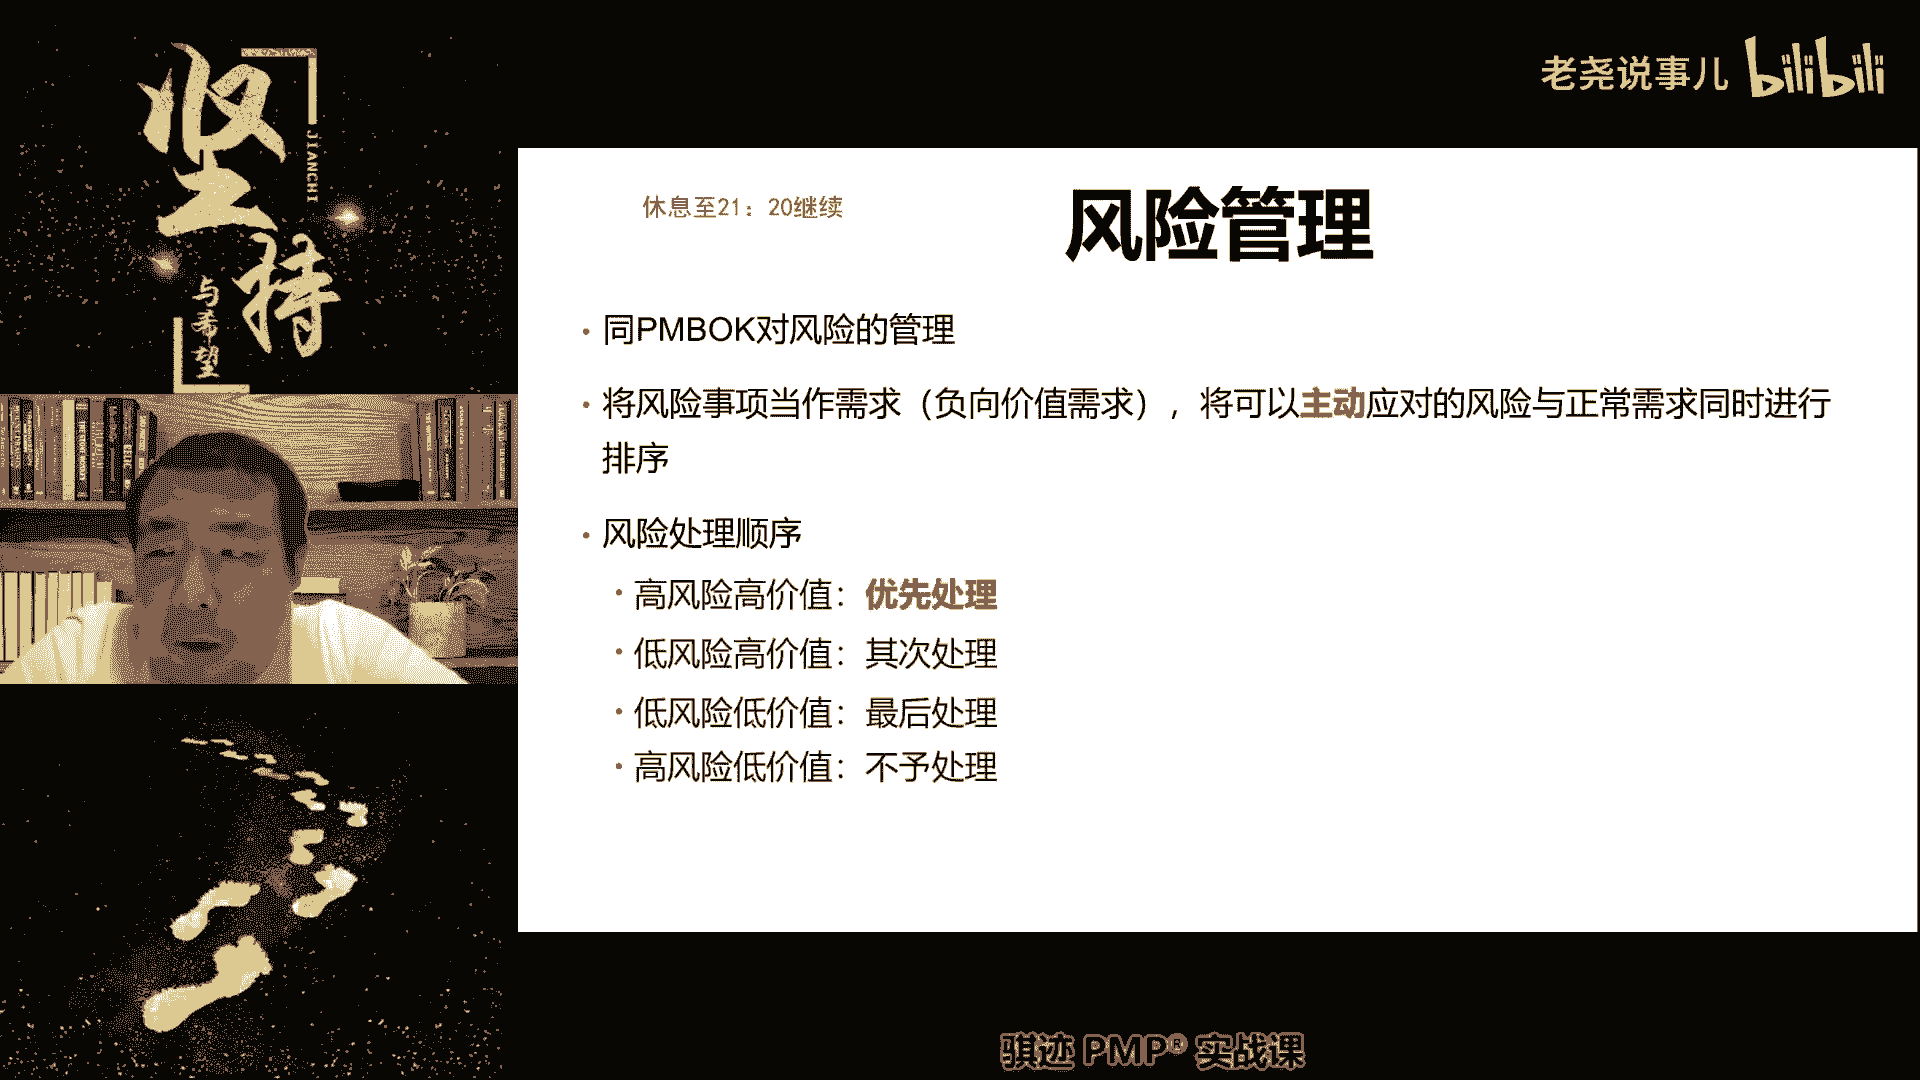 坚持
JIANCHI
与希望
老尧说事儿 bilibili
休息至21：20继续
风险管理
同PMBOK对风险的管理
将风险事项当作需求（负向价值需求），将可以主动应对的风险与正常需求同时进行
排序
风险处理顺序
高风险高价值：优先处理
低风险高价值：其次处理
低风险低价值：最后处理
高风险低价值：不予处理
骐迹 PMP® 实战课